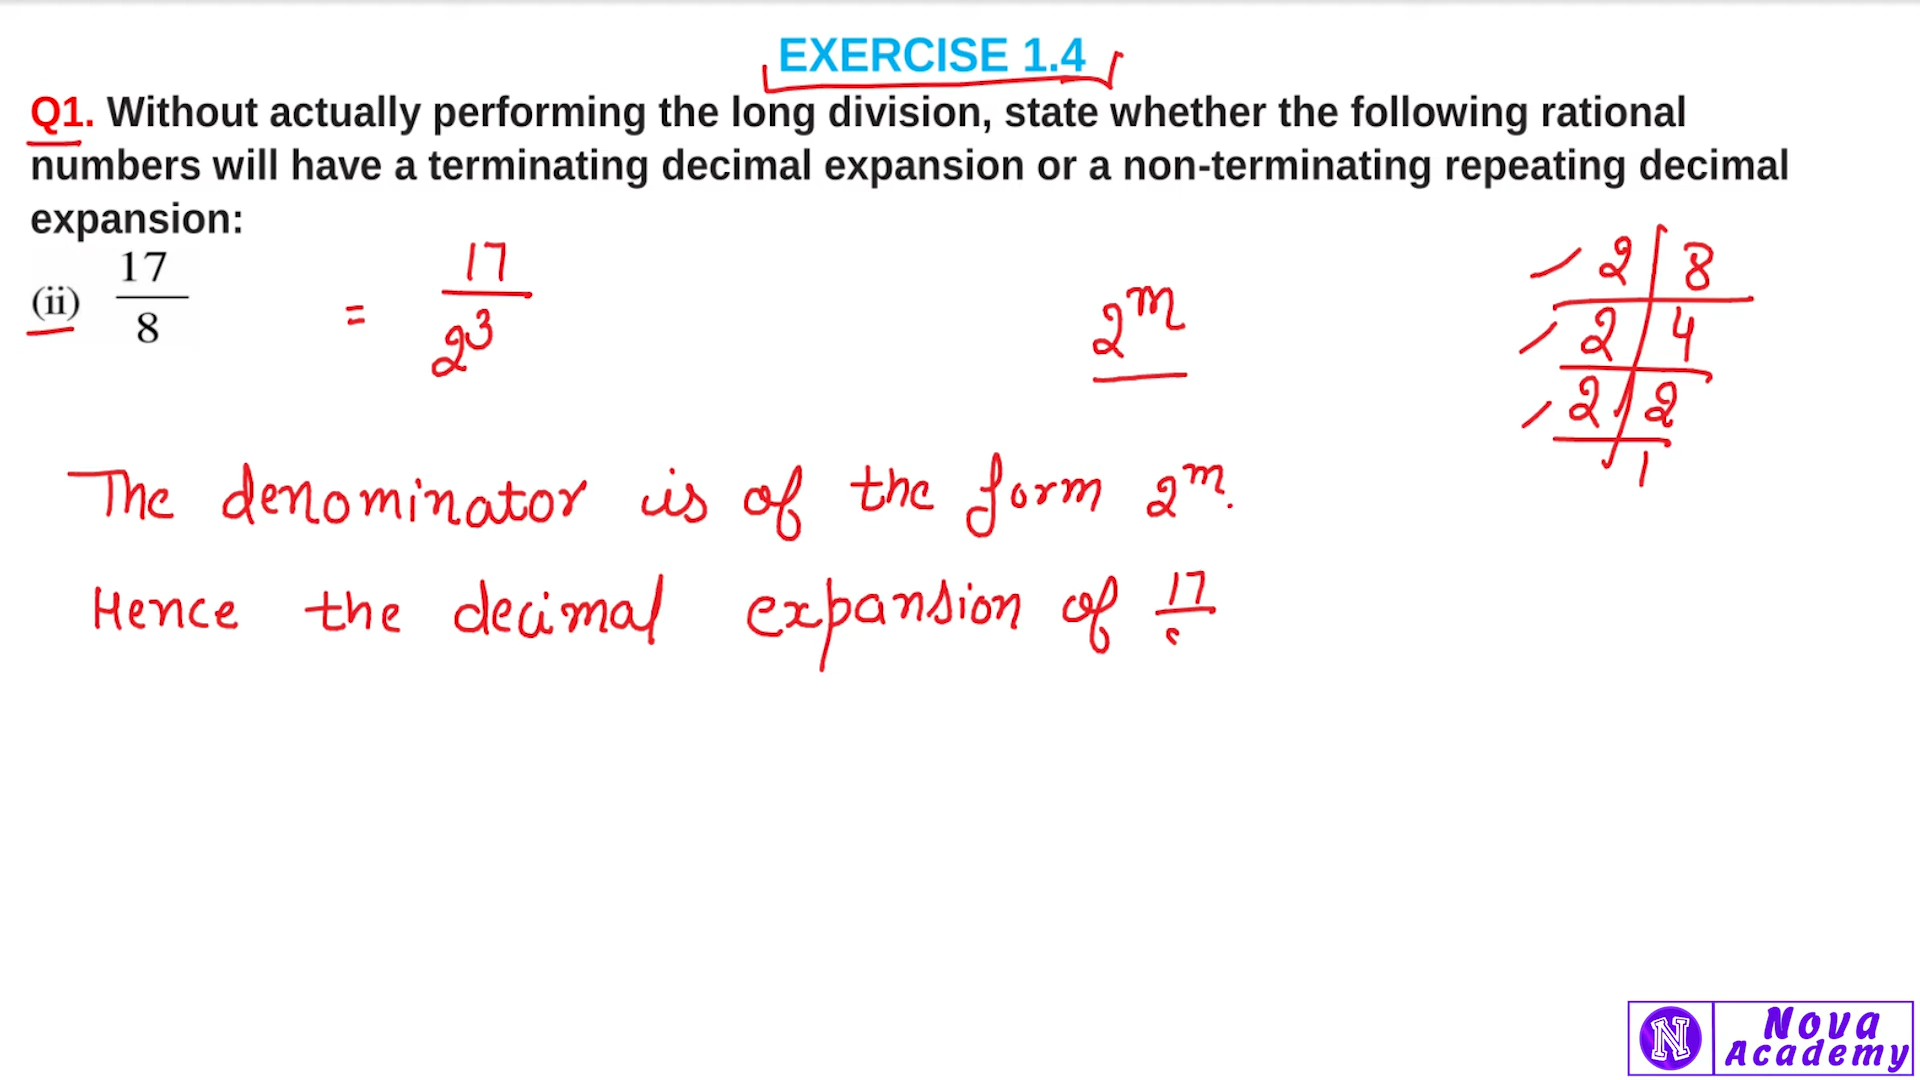 EXERCISE 1.4
Q1. Without actually performing the long division, state whether the following rational
numbers will have a terminating decimal expansion or a non-terminating repeating decimal
expansion:
(ii) 17/8 = 17/2³
2ᵐ
2 | 8
2 | 4
2 | 2
1
The denominator is of the form 2ᵐ.
Hence the decimal expansion of 17/
N Nova
Academy